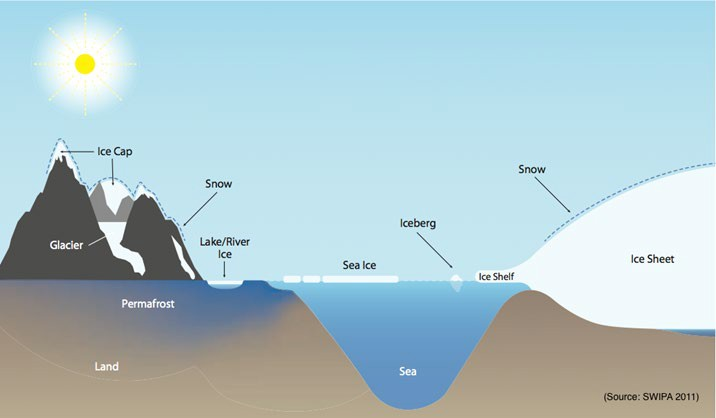 Ice Cap
Snow
Glacier
Lake/River
Ice
Permafrost
Land
Sea Ice
Iceberg
Snow
Ice Shelf
Ice Sheet
Sea
(Source: SWIPA 2011)